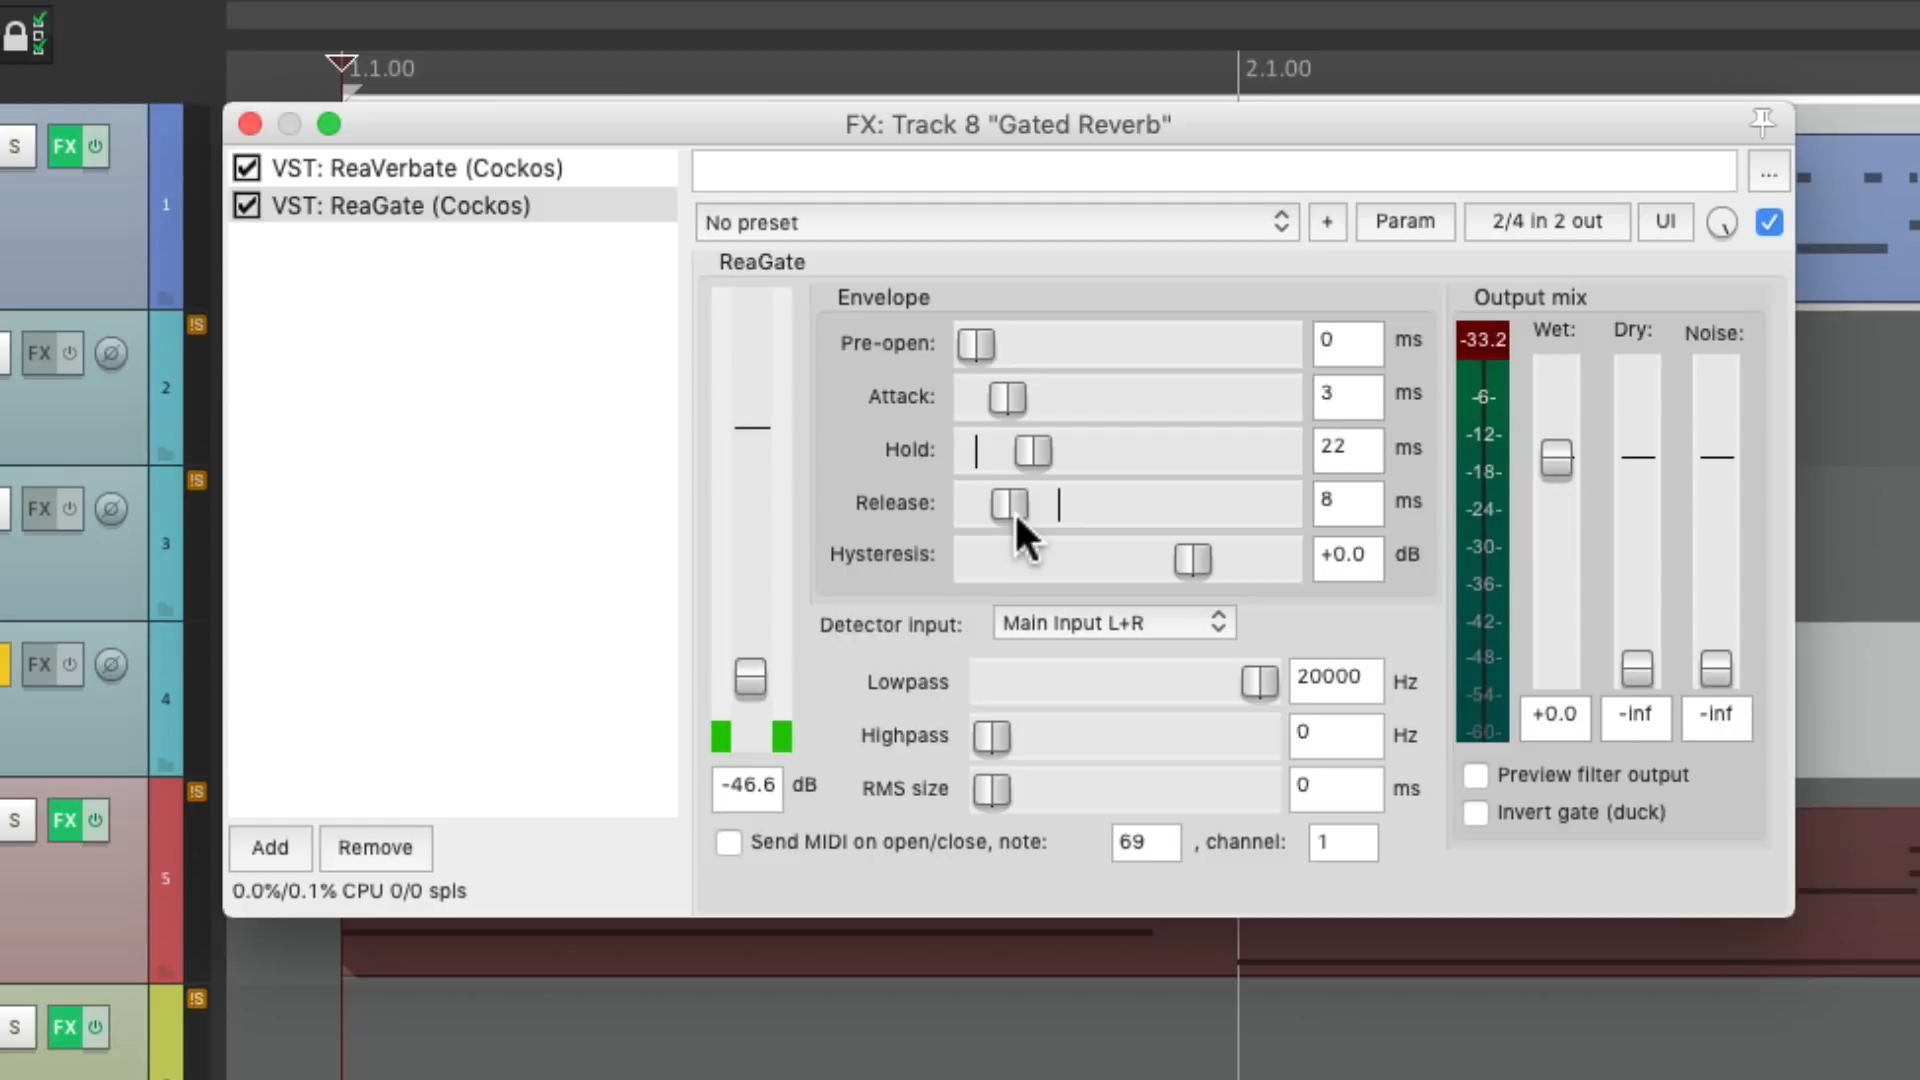 1.1.00
2.1.00
FX: Track 8 "Gated Reverb"
VST: ReaVerbate (Cockos)
VST: ReaGate (Cockos)
...
No preset
+
Param
2/4 in 2 out
UI
ReaGate
Envelope
Output mix
Pre-open: 0 ms
Attack: 3 ms
Hold: 22 ms
Release: 8 ms
Hysteresis: +0.0 dB
Detector input: Main Input L+R
Lowpass 20000 Hz
Highpass 0 Hz
-46.6 dB
RMS size 0 ms
Send MIDI on open/close, note: 69 , channel: 1
Wet: Dry: Noise:
-33.2
-6-
-12-
-18-
-24-
-30-
-36-
-42-
-48-
-54-
-60-
+0.0 -inf -inf
Preview filter output
Invert gate (duck)
Add
Remove
0.0%/0.1% CPU 0/0 spls
S FX 1
!S
FX 2
!S
FX 3
FX 4
!S
S FX 5
!S
S FX